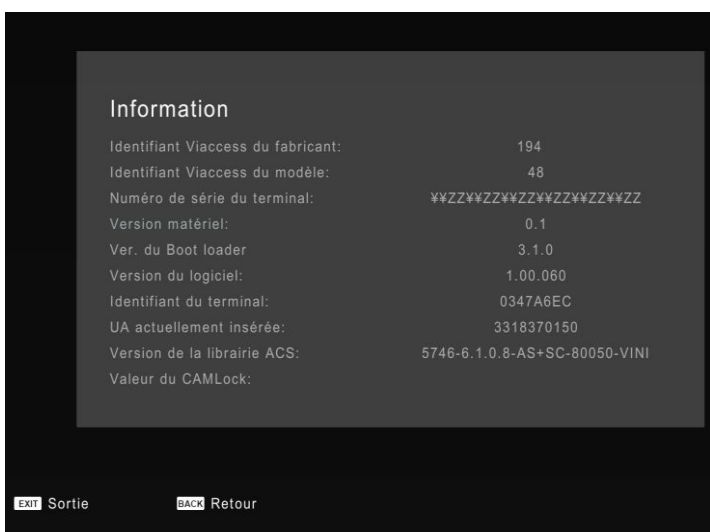 Information
Identifiant Viaccess du fabricant: 194
Identifiant Viaccess du modèle: 48
Numéro de série du terminal: ¥¥ZZ¥¥ZZ¥¥ZZ¥¥ZZ¥¥ZZ¥¥ZZ
Version matériel: 0.1
Ver. du Boot loader 3.1.0
Version du logiciel: 1.00.060
Identifiant du terminal: 0347A6EC
UA actuellement insérée: 3318370150
Version de la librairie ACS: 5746-6.1.0.8-AS+SC-80050-VINI
Valeur du CAMLock:
EXIT Sortie BACK Retour